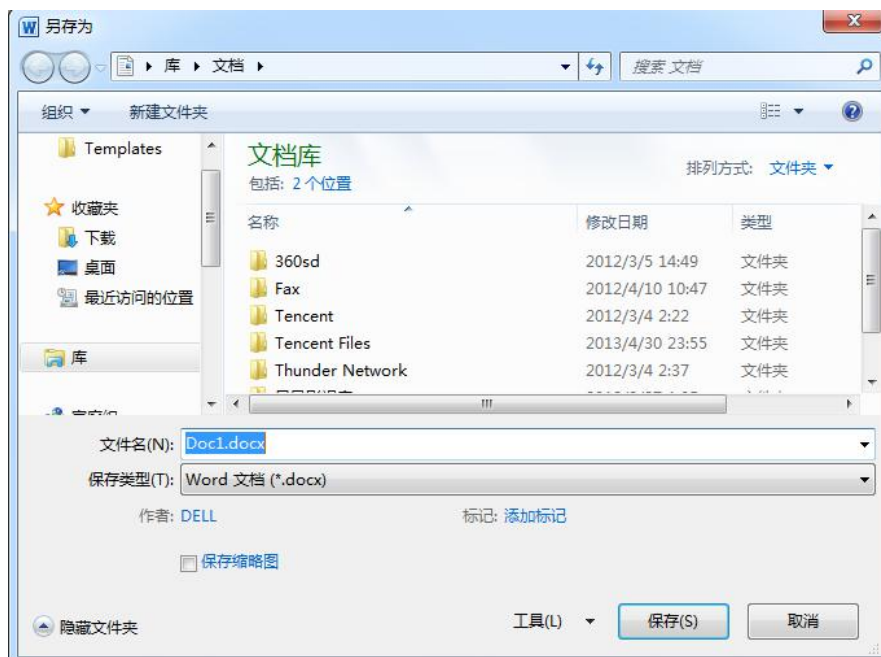 另存为
库 文档
搜索 文档
组织 新建文件夹
Templates
收藏夹
下载
桌面
最近访问的位置
库
文档库
包括: 2 个位置
排列方式: 文件夹
名称 修改日期 类型
360sd 2012/3/5 14:49 文件夹
Fax 2012/4/10 10:47 文件夹
Tencent 2012/3/4 2:22 文件夹
Tencent Files 2013/4/30 23:55 文件夹
Thunder Network 2012/3/4 2:37 文件夹
文件名(N): Doc1.docx
保存类型(T): Word 文档 (*.docx)
作者: DELL 标记: 添加标记
保存缩略图
隐藏文件夹 工具(L) 保存(S) 取消